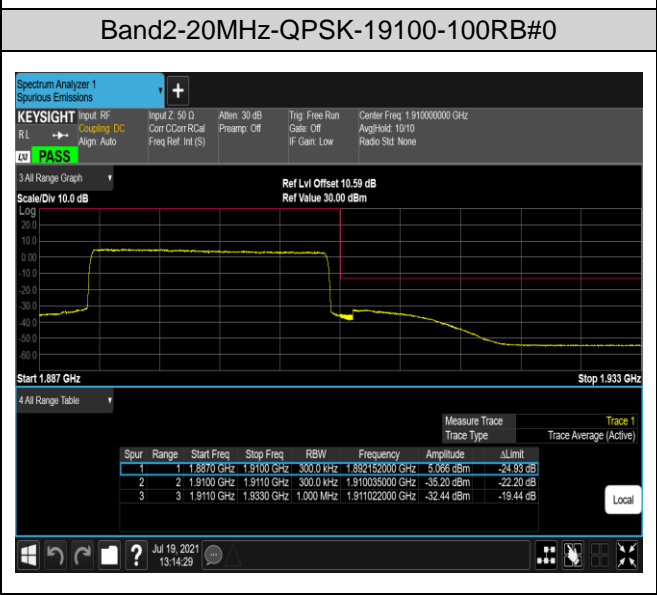 Band2-20MHz-QPSK-19100-100RB#0
Spectrum Analyzer 1
Spurious Emissions
+
KEYSIGHT Input: RF Input Z: 50 Ω Atten: 30 dB Trig: Free Run Center Freq: 1.910000000 GHz
RL Coupling: DC Corr CCorr RCal Preamp: Off Gate: Off Avg|Hold: 10/10
Align: Auto Freq Ref: Int (S) IF Gain: Low Radio Std: None
LXI PASS
3 All Range Graph
Ref Lvl Offset 10.59 dB
Scale/Div 10.0 dB Ref Value 30.00 dBm
Log
20.0
10.0
0.00
-10.0
-20.0
-30.0
-40.0
-50.0
-60.0
Start 1.887 GHz Stop 1.933 GHz
4 All Range Table
Measure Trace Trace 1
Trace Type Trace Average (Active)
Spur Range Start Freq Stop Freq RBW Frequency Amplitude ΔLimit
1 1 1.8870 GHz 1.9100 GHz 300.0 kHz 1.892152000 GHz 5.066 dBm -24.93 dB
2 2 1.9100 GHz 1.9110 GHz 300.0 kHz 1.910035000 GHz -35.20 dBm -22.20 dB
3 3 1.9110 GHz 1.9330 GHz 1.000 MHz 1.911022000 GHz -32.44 dBm -19.44 dB
Local
? Jul 19, 2021
13:14:29